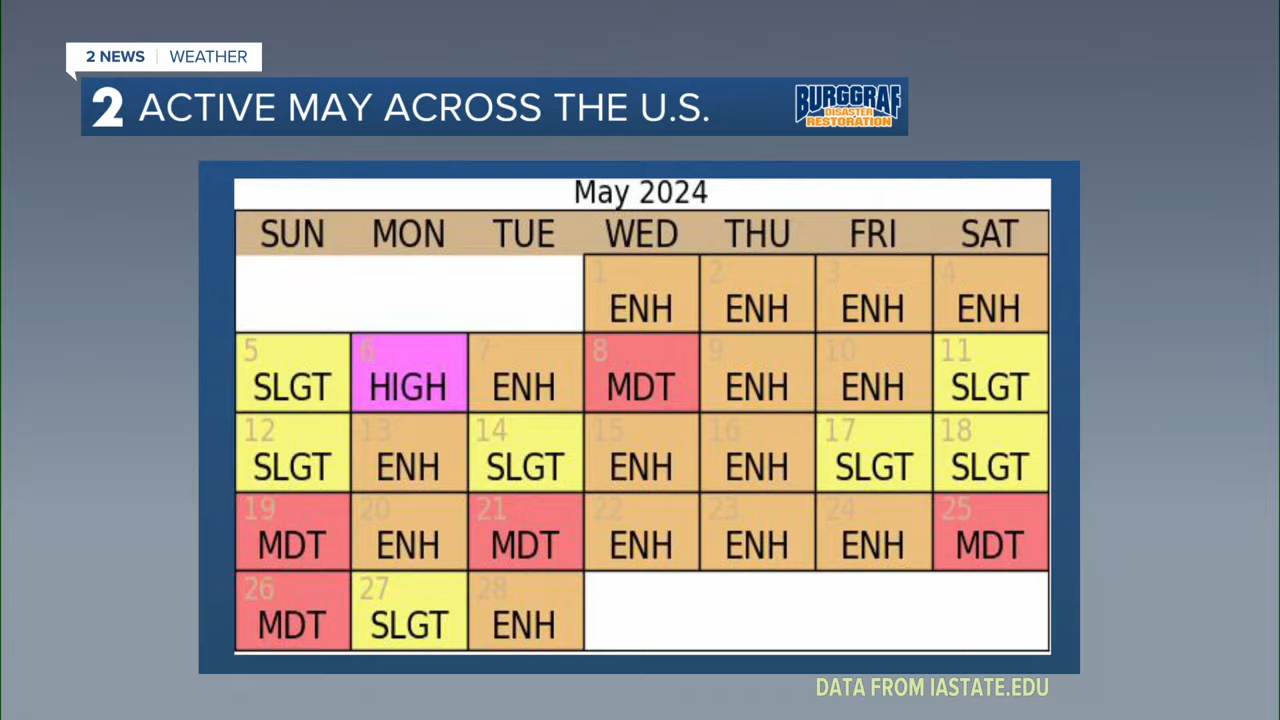 2 NEWS | WEATHER
2 ACTIVE MAY ACROSS THE U.S.
BURGGRAF
DISASTER
RESTORATION
May 2024
SUN MON TUE WED THU FRI SAT
1 2 3 4
ENH ENH ENH ENH
5 6 7 8 9 10 11
SLGT HIGH ENH MDT ENH ENH SLGT
12 13 14 15 16 17 18
SLGT ENH SLGT ENH ENH SLGT SLGT
19 20 21 22 23 24 25
MDT ENH MDT ENH ENH ENH MDT
26 27 28
MDT SLGT ENH
DATA FROM IASTATE.EDU